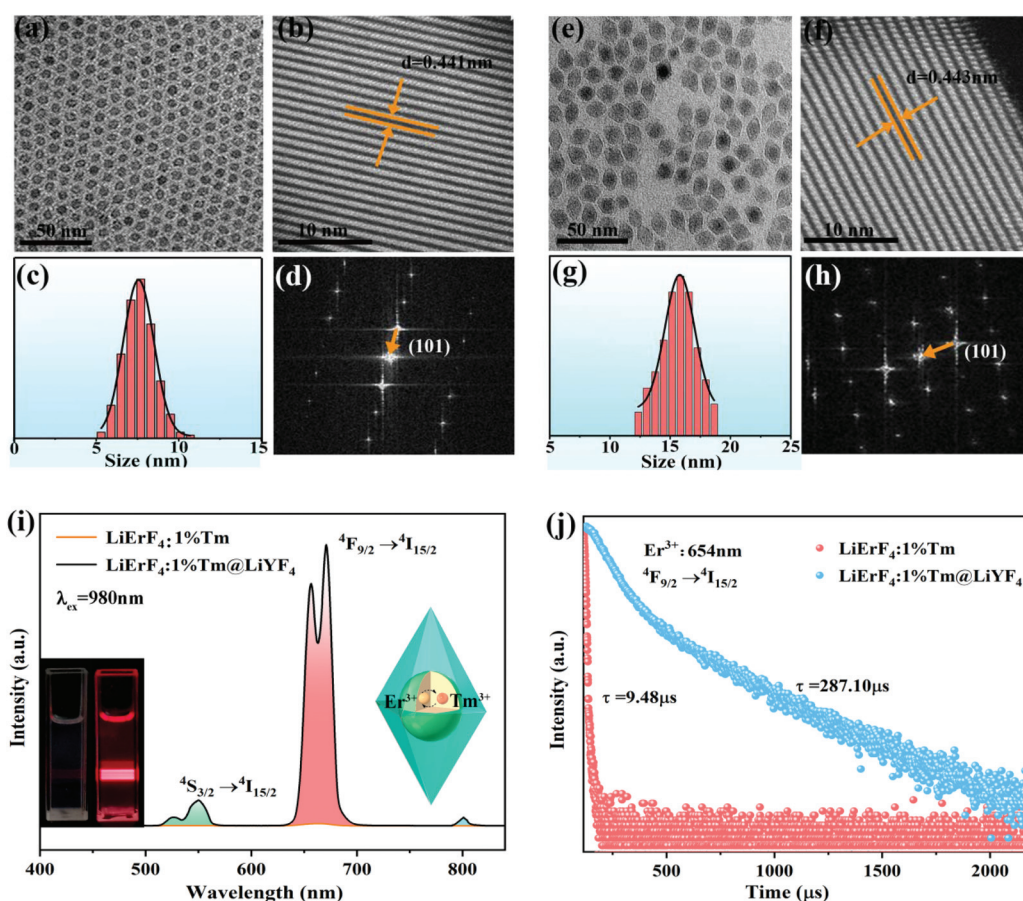 (a)
50 nm
(b)
d=0.441nm
10 nm
(e)
50 nm
(f)
d=0.443nm
10 nm
(c)
0 5 10 15
Size (nm)
(d)
(101)
(g)
5 10 15 20 25
Size (nm)
(h)
(101)
(i)
LiErF₄:1%Tm
LiErF₄:1%Tm@LiYF₄
λₑₓ=980nm
⁴F₉/₂→⁴I₁₅/₂
Er³⁺ Tm³⁺
⁴S₃/₂→⁴I₁₅/₂
Intensity (a.u.)
400 500 600 700 800
Wavelength (nm)
(j)
Er³⁺: 654nm
⁴F₉/₂→⁴I₁₅/₂
LiErF₄:1%Tm
LiErF₄:1%Tm@LiYF₄
τ =9.48μs
τ =287.10μs
Intensity (a.u.)
500 1000 1500 2000
Time (μs)